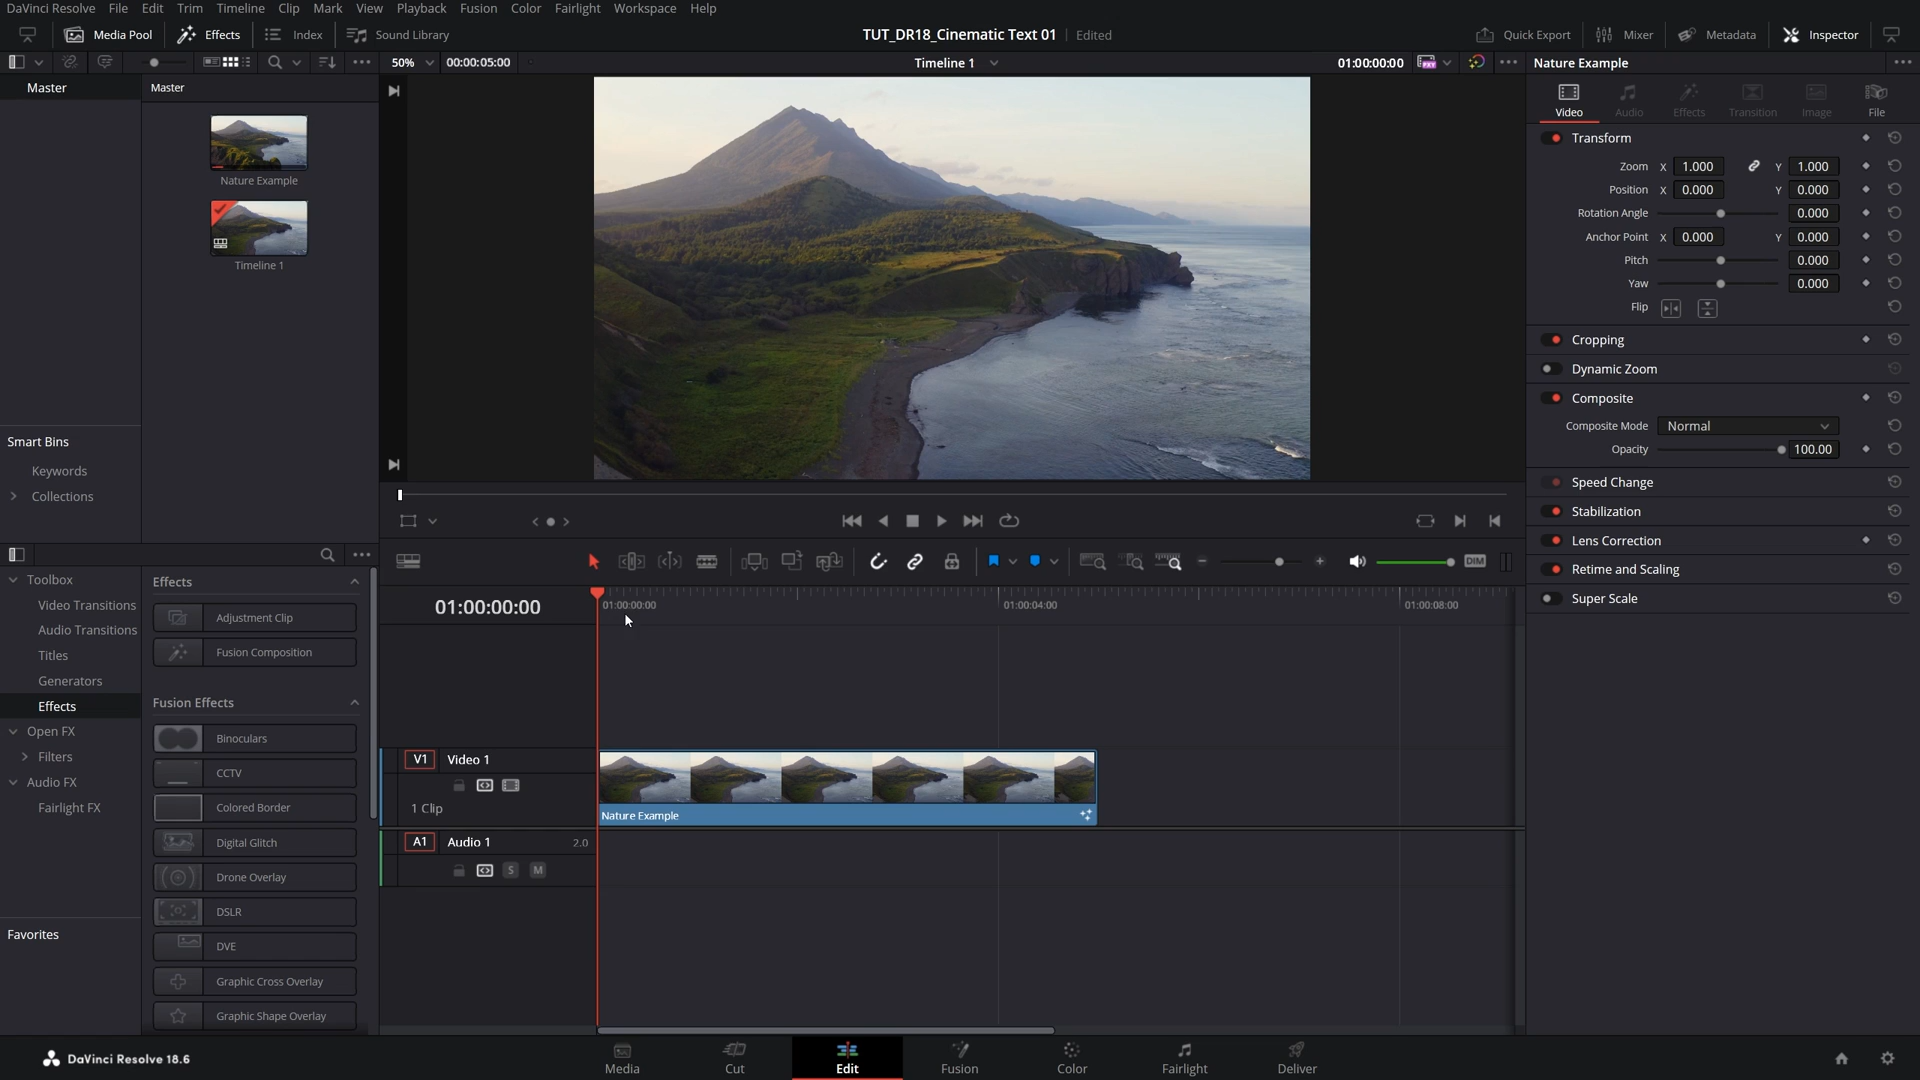 DaVinci Resolve File Edit Trim Timeline Clip Mark View Playback Fusion Color Fairlight Workspace Help
Media Pool Effects Index Sound Library TUT_DR18_Cinematic Text 01 Edited Quick Export Mixer Metadata Inspector
50% 00:00:05:00 Timeline 1 01:00:00:00 Nature Example
Master Master
Nature Example
Timeline 1
Smart Bins
Keywords
Collections
Video Audio Effects Transition Image File
Transform
Zoom X 1.000 Y 1.000
Position X 0.000 Y 0.000
Rotation Angle 0.000
Anchor Point X 0.000 Y 0.000
Pitch 0.000
Yaw 0.000
Flip
Cropping
Dynamic Zoom
Composite
Composite Mode Normal
Opacity 100.00
Speed Change
Stabilization
Lens Correction
Retime and Scaling
Super Scale
DIM
Toolbox
Video Transitions
Audio Transitions
Titles
Generators
Effects
Open FX
Filters
Audio FX
Fairlight FX
Favorites
Effects
Adjustment Clip
Fusion Composition
Fusion Effects
Binoculars
CCTV
Colored Border
Digital Glitch
Drone Overlay
DSLR
DVE
Graphic Cross Overlay
Graphic Shape Overlay
01:00:00:00 01:00:00:00 01:00:04:00 01:00:08:00
V1 Video 1
1 Clip
Nature Example
A1 Audio 1 2.0
S M
DaVinci Resolve 18.6 Media Cut Edit Fusion Color Fairlight Deliver